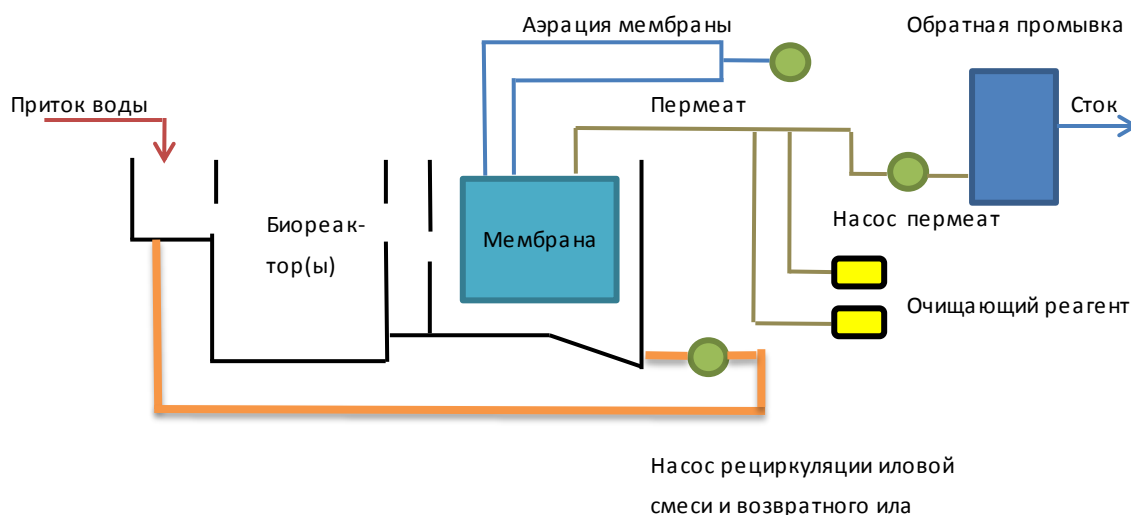 Аэрация мембраны
Обратная промывка
Приток воды
Пермеат
Сток
Биореак-
тор(ы)
Мембрана
Насос пермеат
Очищающий реагент
Насос рециркуляции иловой
смеси и возвратного ила